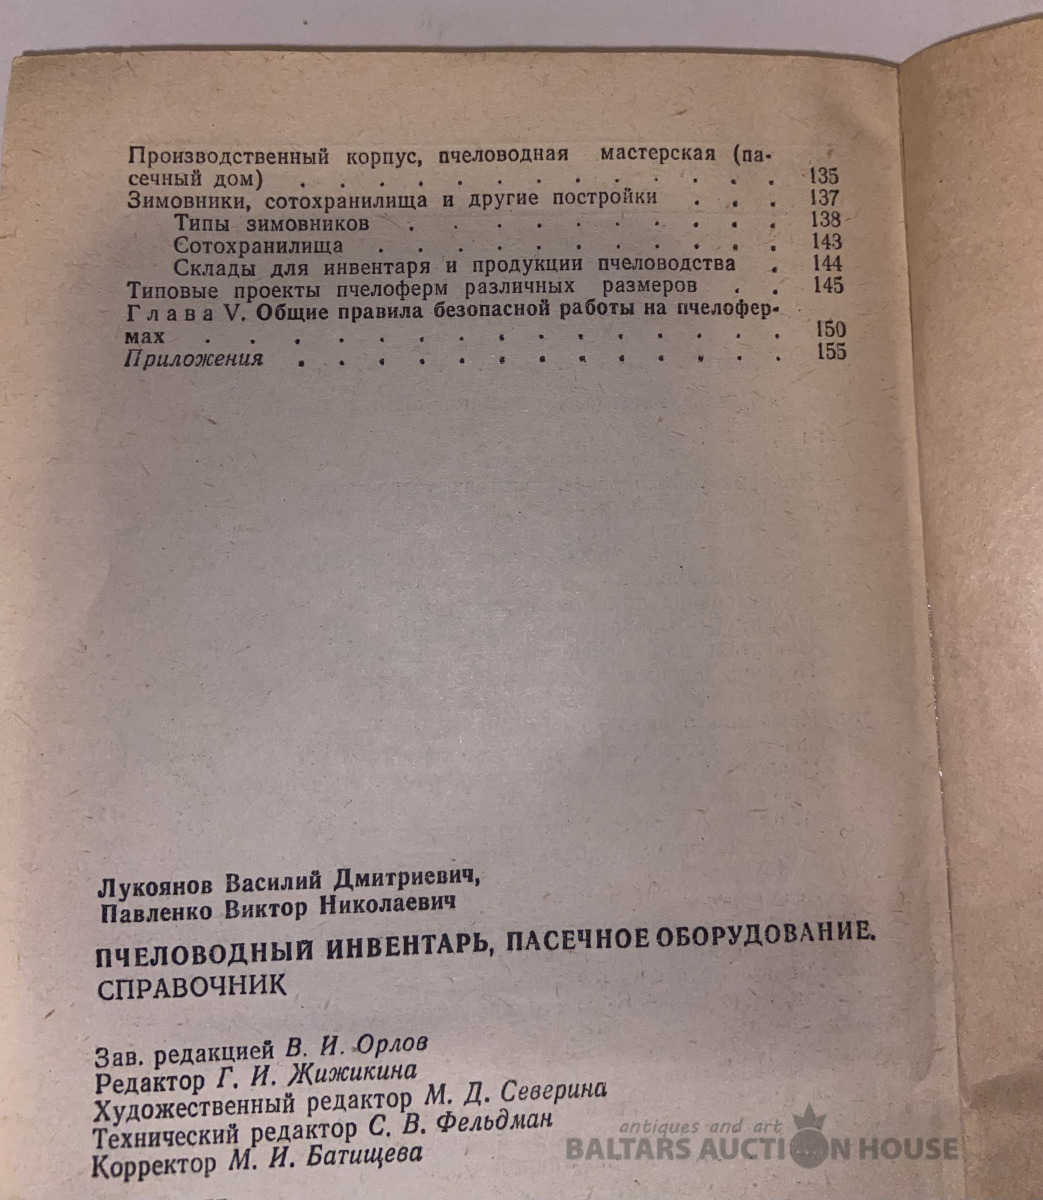 Производственный корпус, пчеловодная мастерская (па-
сечный дом) . . . . . . . . . . . . . 135
Зимовники, сотохранилища и другие постройки . . . 137
Типы зимовников . . . . . . . . . . 138
Сотохранилища . . . . . . . . . . . 143
Склады для инвентаря и продукции пчеловодства . 144
Типовые проекты пчелоферм различных размеров . . 145
Глава V. Общие правила безопасной работы на пчелофер-
мах . . . . . . . . . . . . . . . 150
Приложения . . . . . . . . . . . . . 155
Лукоянов Василий Дмитриевич,
Павленко Виктор Николаевич
ПЧЕЛОВОДНЫЙ ИНВЕНТАРЬ, ПАСЕЧНОЕ ОБОРУДОВАНИЕ.
СПРАВОЧНИК
Зав. редакцией В. И. Орлов
Редактор Г. И. Жижикина
Художественный редактор М. Д. Северина
Технический редактор С. В. Фельдман
Корректор М. И. Батищева
antiques and art
BALTARS AUCTION HOUSE